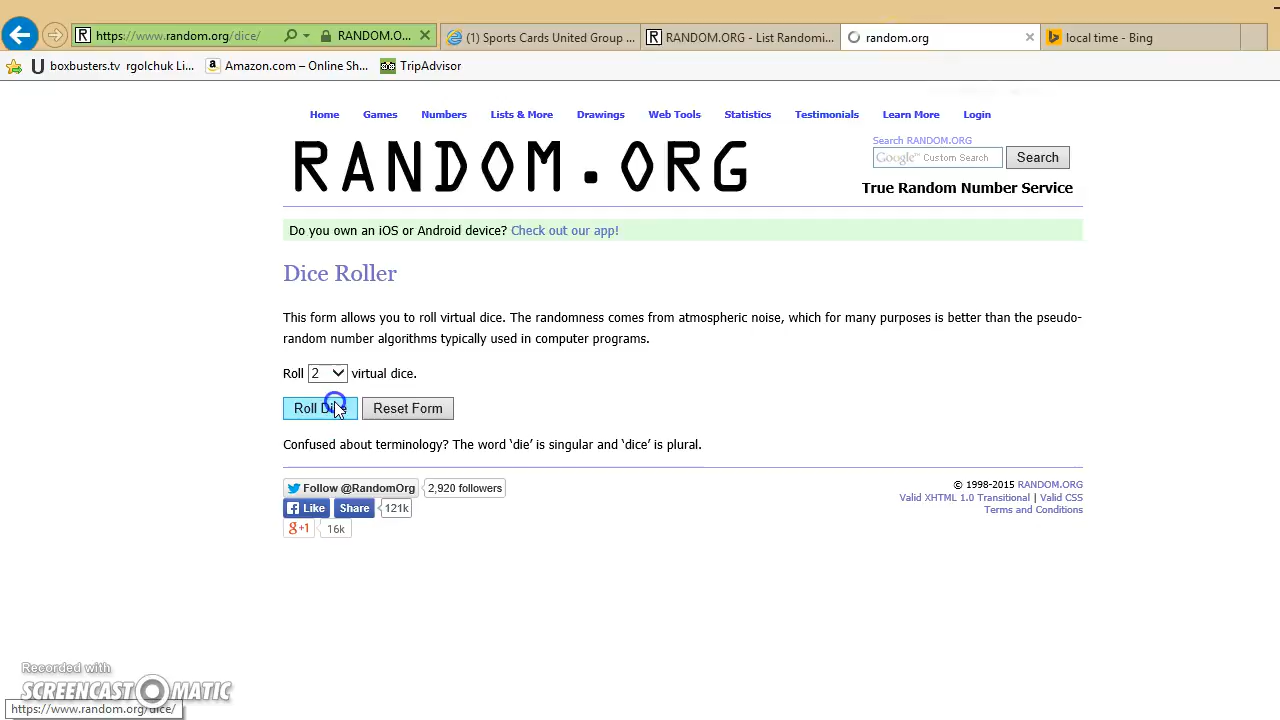 https://www.random.org/dice/
RANDOM.O...
(1) Sports Cards United Group ...
RANDOM.ORG - List Randomi...
random.org
local time - Bing
boxbusters.tv rgolchuk Li...
Amazon.com – Online Sh...
TripAdvisor
Home Games Numbers Lists & More Drawings Web Tools Statistics Testimonials Learn More Login
RANDOM.ORG
Search RANDOM.ORG
Google™ Custom Search
Search
True Random Number Service
Do you own an iOS or Android device? Check out our app!
Dice Roller
This form allows you to roll virtual dice. The randomness comes from atmospheric noise, which for many purposes is better than the pseudo-
random number algorithms typically used in computer programs.
Roll 2 virtual dice.
Roll Dice Reset Form
Confused about terminology? The word ‘die’ is singular and ‘dice’ is plural.
Follow @RandomOrg 2,920 followers
Like Share 121k
g+1 16k
© 1998-2015 RANDOM.ORG
Valid XHTML 1.0 Transitional | Valid CSS
Terms and Conditions
Recorded with
SCREENCAST-O-MATIC
https://www.random.org/dice/